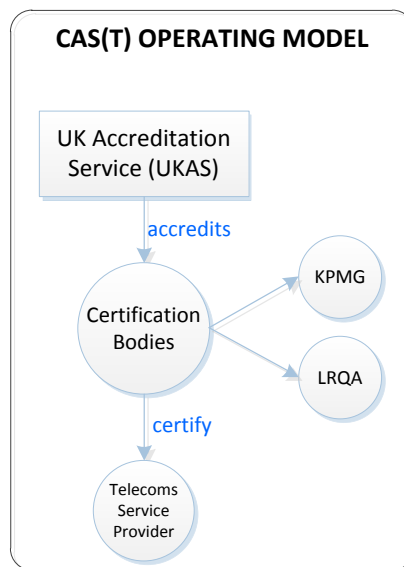 CAS(T) OPERATING MODEL
UK Accreditation
Service (UKAS)
accredits
KPMG
Certification
Bodies
LRQA
certify
Telecoms
Service
Provider